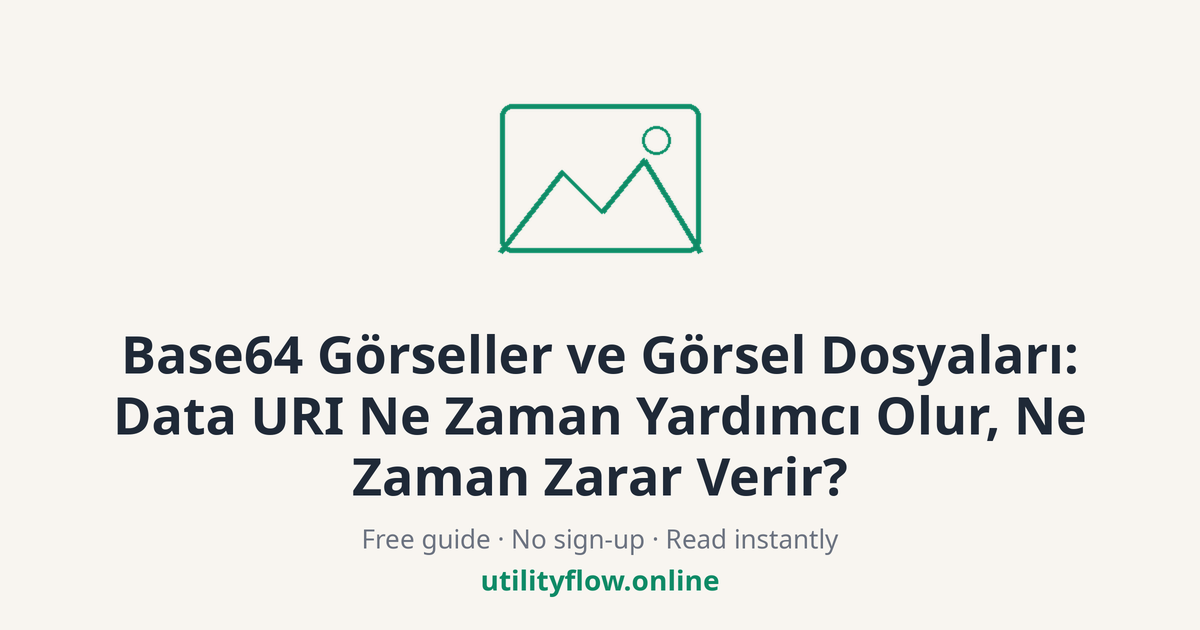 Base64 Görseller ve Görsel Dosyaları:
Data URI Ne Zaman Yardımcı Olur, Ne
Zaman Zarar Verir?
Free guide · No sign-up · Read instantly
utilityflow.online